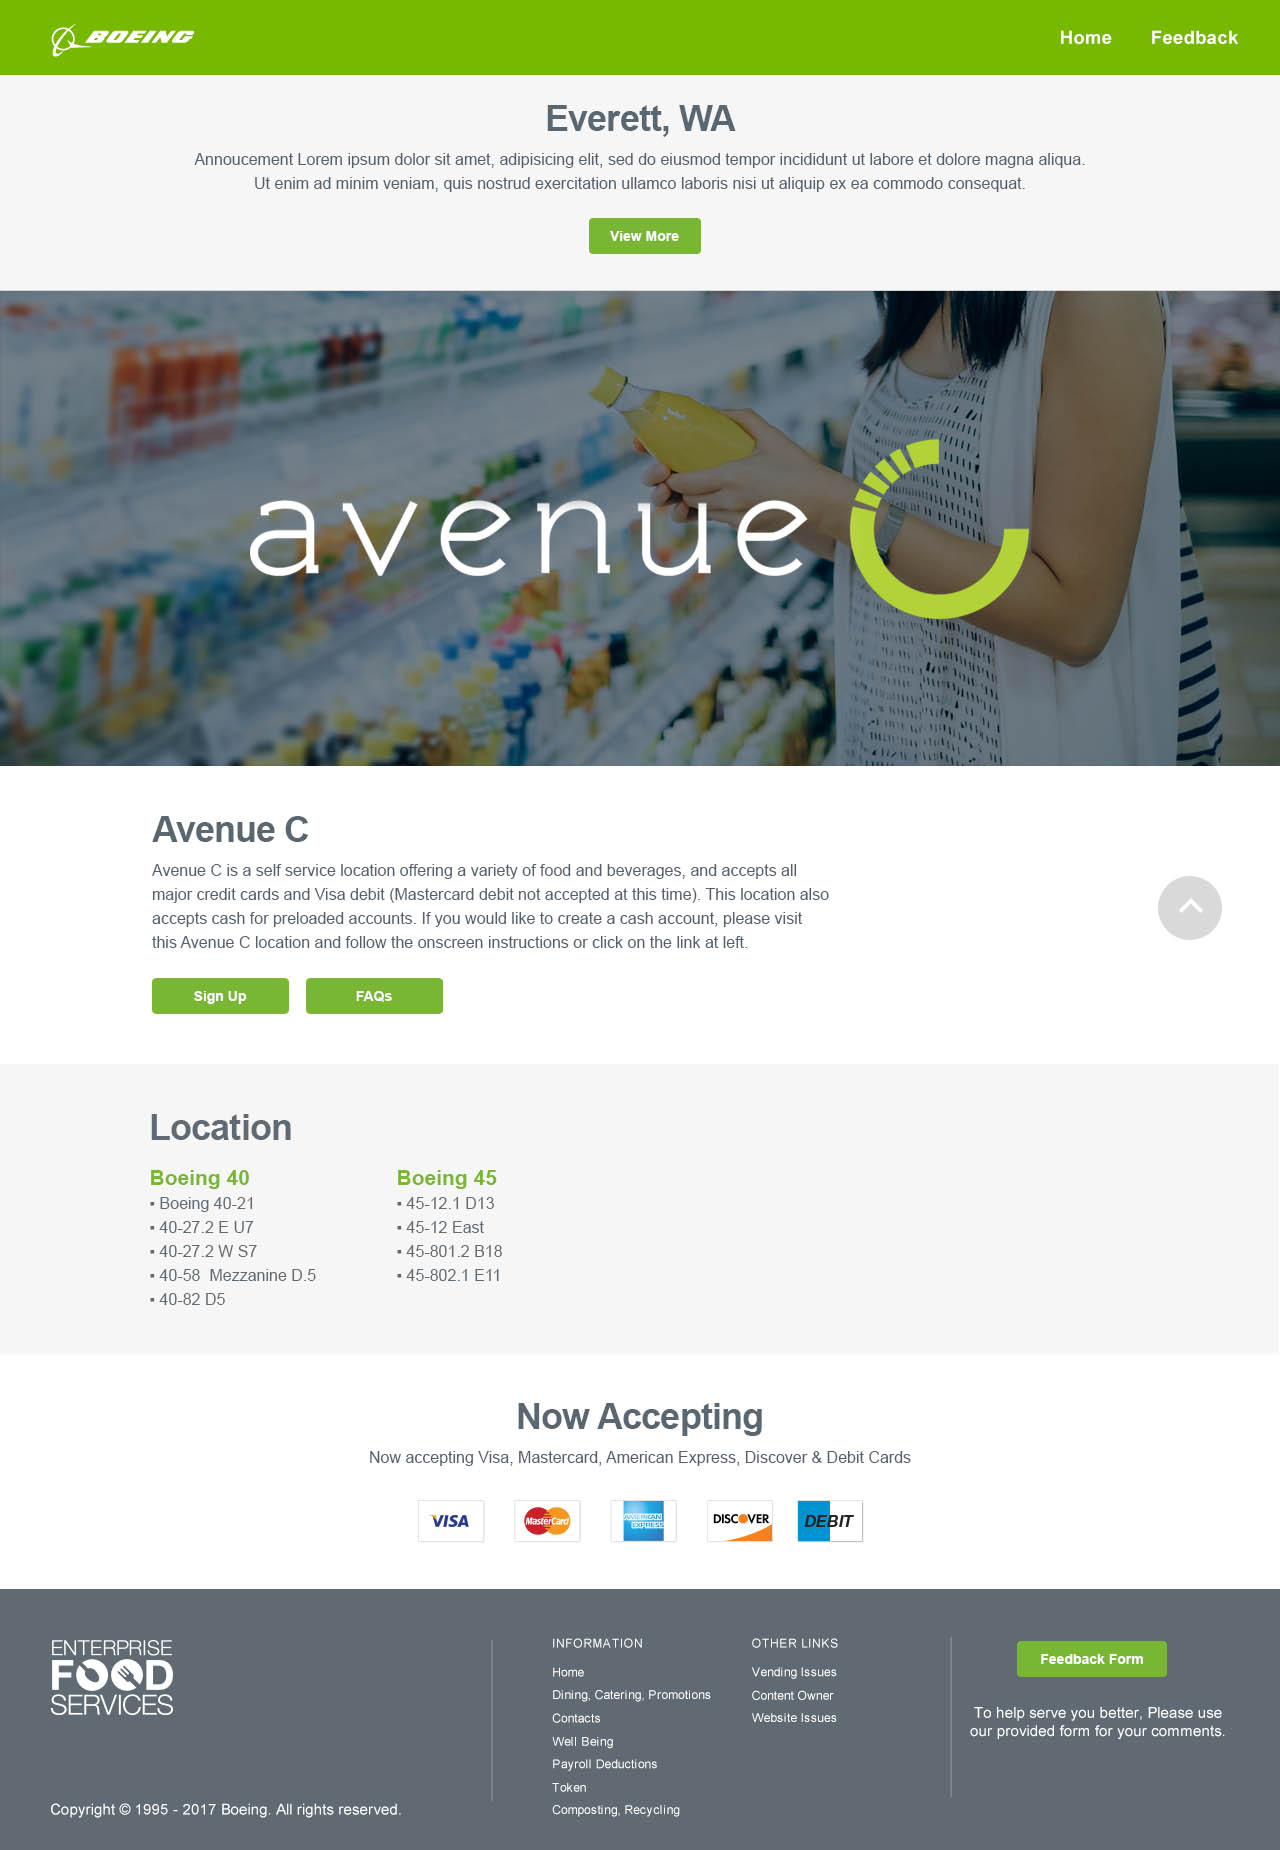 BOEING
Home Feedback
Everett, WA
Annoucement Lorem ipsum dolor sit amet, adipisicing elit, sed do eiusmod tempor incididunt ut labore et dolore magna aliqua.
Ut enim ad minim veniam, quis nostrud exercitation ullamco laboris nisi ut aliquip ex ea commodo consequat.
View More
avenue C
Avenue C
Avenue C is a self service location offering a variety of food and beverages, and accepts all
major credit cards and Visa debit (Mastercard debit not accepted at this time). This location also
accepts cash for preloaded accounts. If you would like to create a cash account, please visit
this Avenue C location and follow the onscreen instructions or click on the link at left.
Sign Up FAQs
Location
Boeing 40
▪ Boeing 40-21
▪ 40-27.2 E U7
▪ 40-27.2 W S7
▪ 40-58  Mezzanine D.5
▪ 40-82 D5
Boeing 45
▪ 45-12.1 D13
▪ 45-12 East
▪ 45-801.2 B18
▪ 45-802.1 E11
Now Accepting
Now accepting Visa, Mastercard, American Express, Discover & Debit Cards
VISA MasterCard AMERICAN EXPRESS DISCOVER DEBIT
ENTERPRISE
FOOD
SERVICES
Copyright © 1995 - 2017 Boeing. All rights reserved.
INFORMATION
Home
Dining, Catering, Promotions
Contacts
Well Being
Payroll Deductions
Token
Composting, Recycling
OTHER LINKS
Vending Issues
Content Owner
Website Issues
Feedback Form
To help serve you better, Please use
our provided form for your comments.